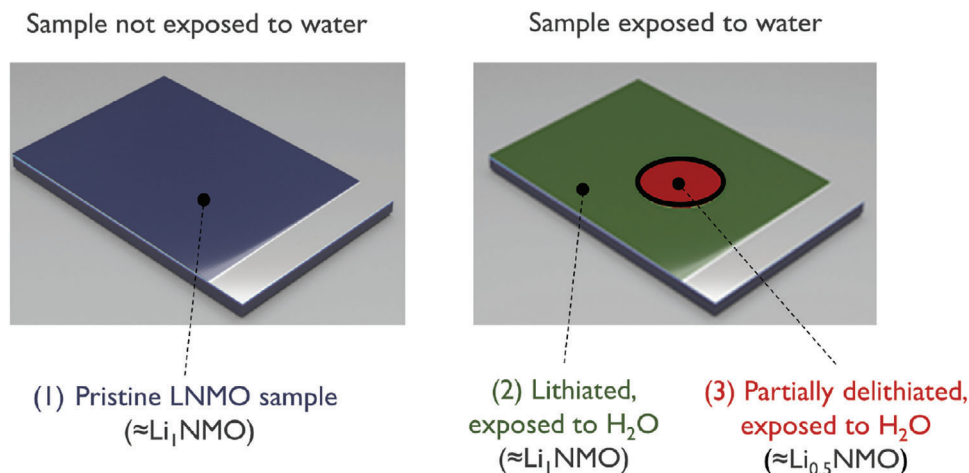 Sample not exposed to water
Sample exposed to water
(1) Pristine LNMO sample
(≈Li₁NMO)
(2) Lithiated,
exposed to H₂O
(≈Li₁NMO)
(3) Partially delithiated,
exposed to H₂O
(≈Li₀.₅NMO)